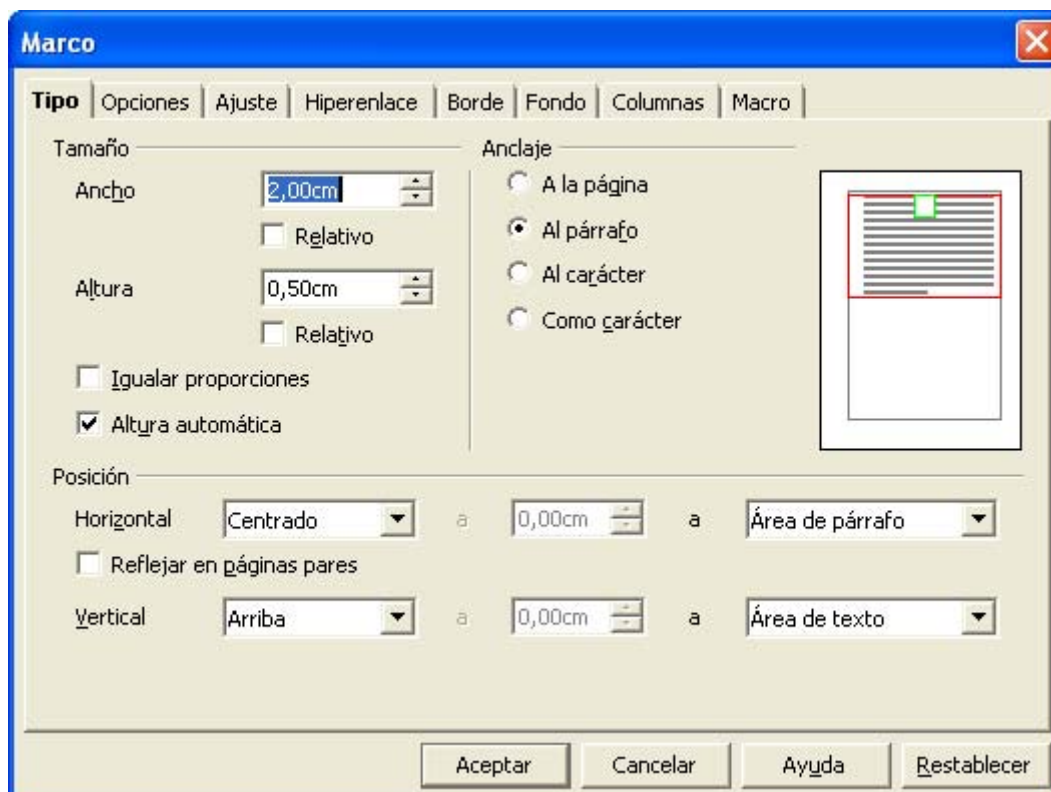 Marco
Tipo Opciones Ajuste Hiperenlace Borde Fondo Columnas Macro
Tamaño
Ancho 2,00cm
Relativo
Altura 0,50cm
Relativo
Igualar proporciones
Altura automática
Anclaje
A la página
Al párrafo
Al carácter
Como carácter
Posición
Horizontal Centrado a 0,00cm a Área de párrafo
Reflejar en páginas pares
Vertical Arriba a 0,00cm a Área de texto
Aceptar Cancelar Ayuda Restablecer